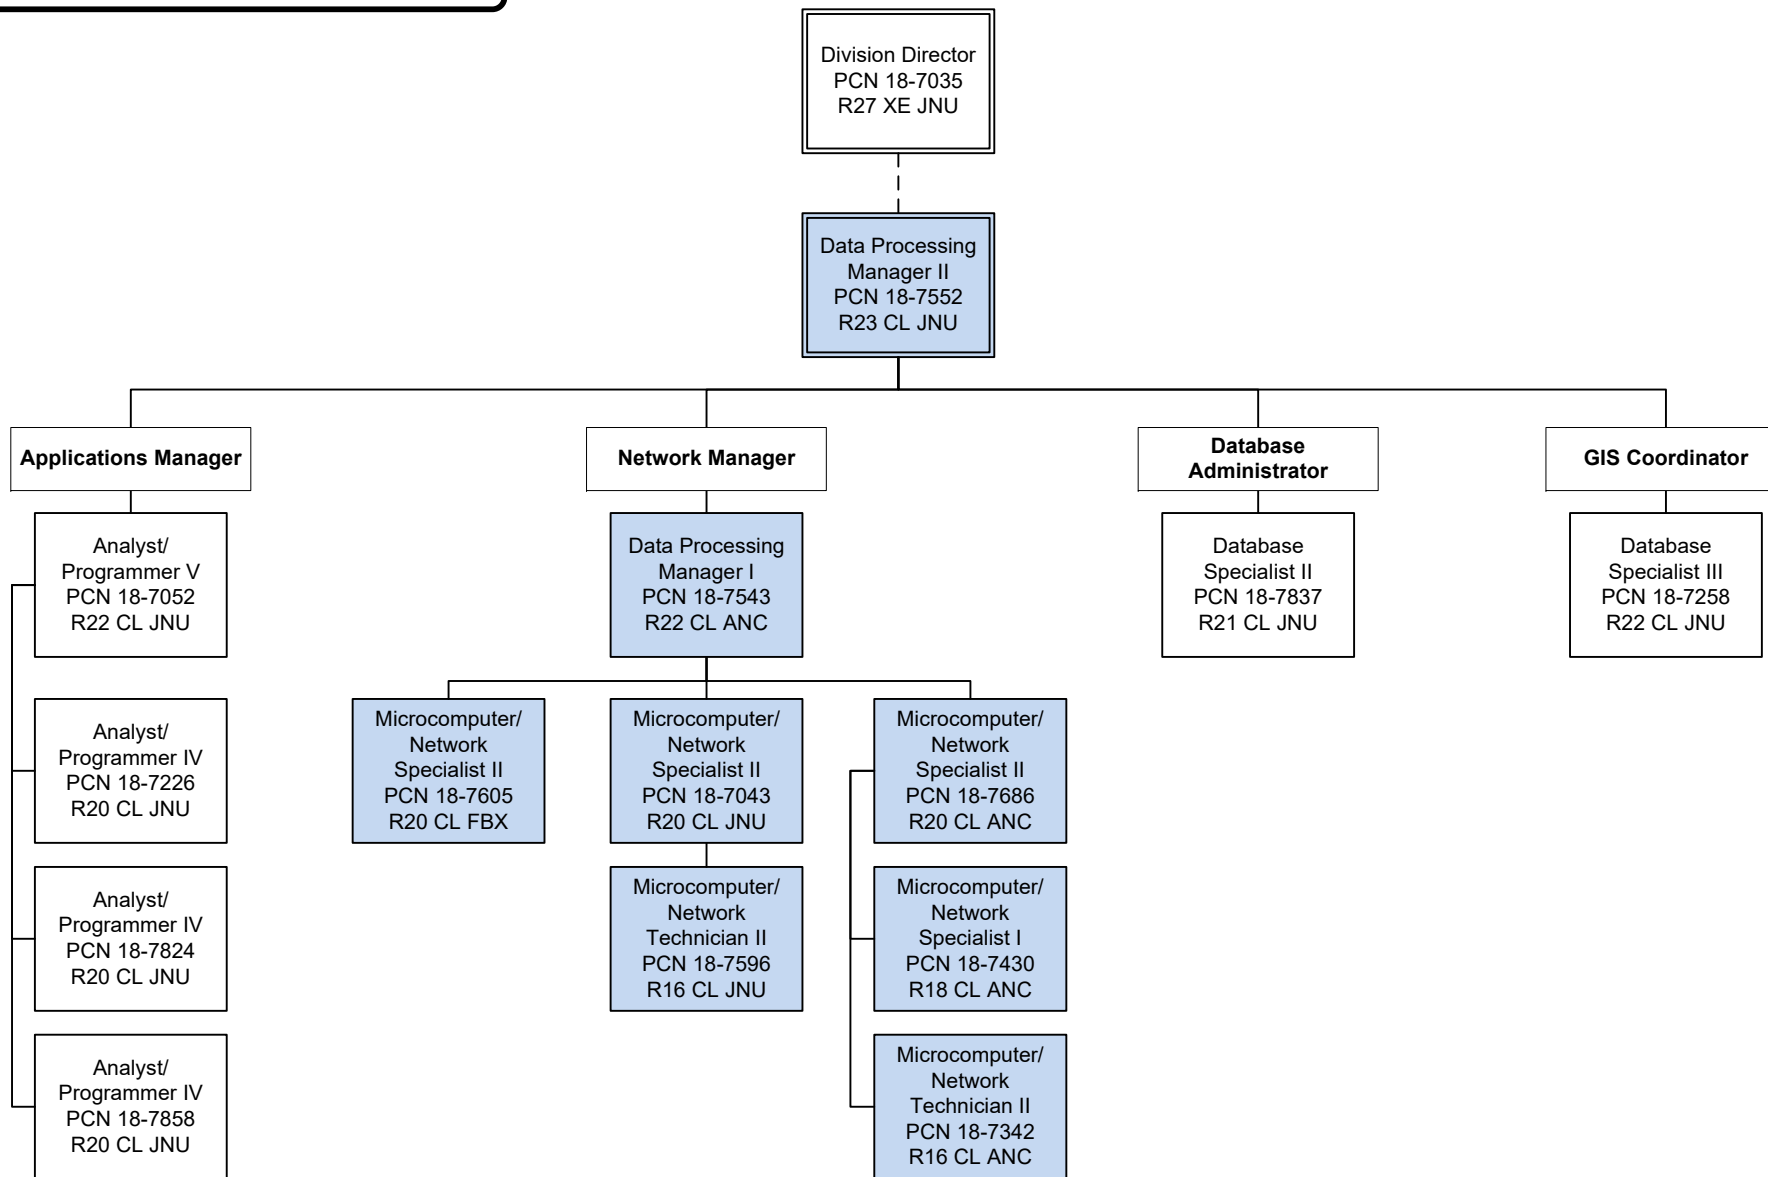 Division Director
PCN 18-7035
R27 XE JNU
Data Processing
Manager II
PCN 18-7552
R23 CL JNU
Applications Manager
Network Manager
Database
Administrator
GIS Coordinator
Analyst/
Programmer V
PCN 18-7052
R22 CL JNU
Data Processing
Manager I
PCN 18-7543
R22 CL ANC
Database
Specialist II
PCN 18-7837
R21 CL JNU
Database
Specialist III
PCN 18-7258
R22 CL JNU
Analyst/
Programmer IV
PCN 18-7226
R20 CL JNU
Microcomputer/
Network
Specialist II
PCN 18-7605
R20 CL FBX
Microcomputer/
Network
Specialist II
PCN 18-7043
R20 CL JNU
Microcomputer/
Network
Specialist II
PCN 18-7686
R20 CL ANC
Analyst/
Programmer IV
PCN 18-7824
R20 CL JNU
Microcomputer/
Network
Technician II
PCN 18-7596
R16 CL JNU
Microcomputer/
Network
Specialist I
PCN 18-7430
R18 CL ANC
Analyst/
Programmer IV
PCN 18-7858
R20 CL JNU
Microcomputer/
Network
Technician II
PCN 18-7342
R16 CL ANC